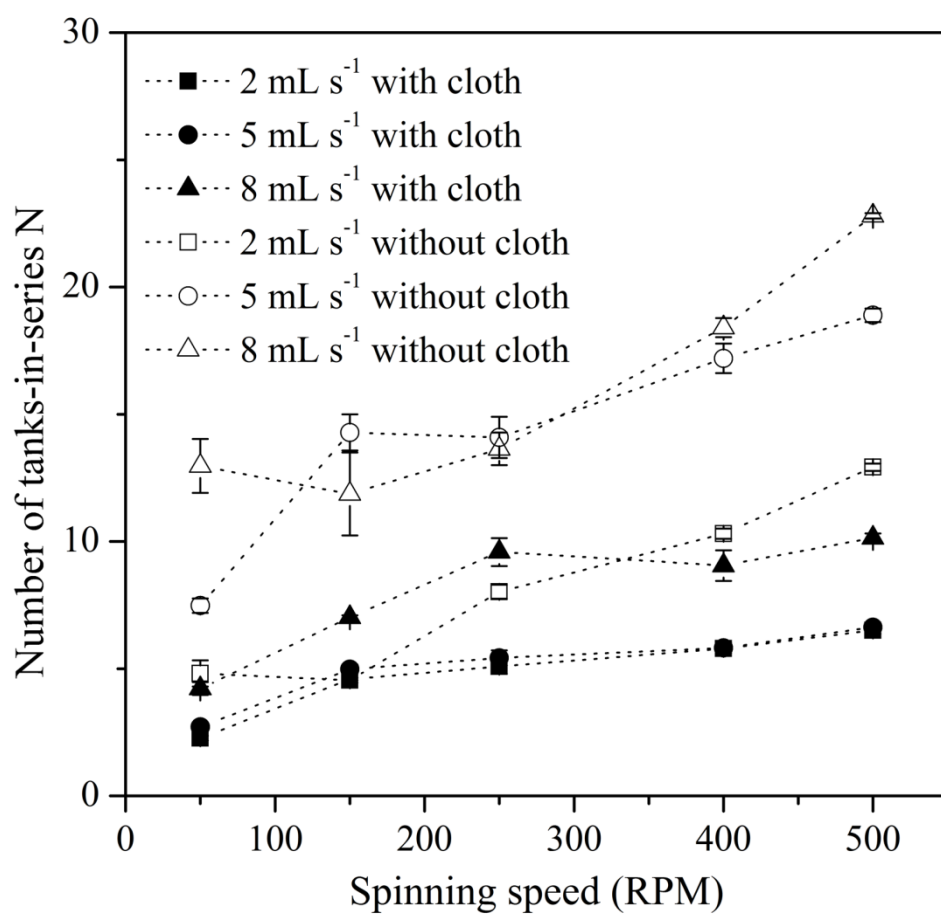 30
20
10
0
Number of tanks-in-series N
2 mL s⁻¹ with cloth
5 mL s⁻¹ with cloth
8 mL s⁻¹ with cloth
2 mL s⁻¹ without cloth
5 mL s⁻¹ without cloth
8 mL s⁻¹ without cloth
0 100 200 300 400 500
Spinning speed (RPM)